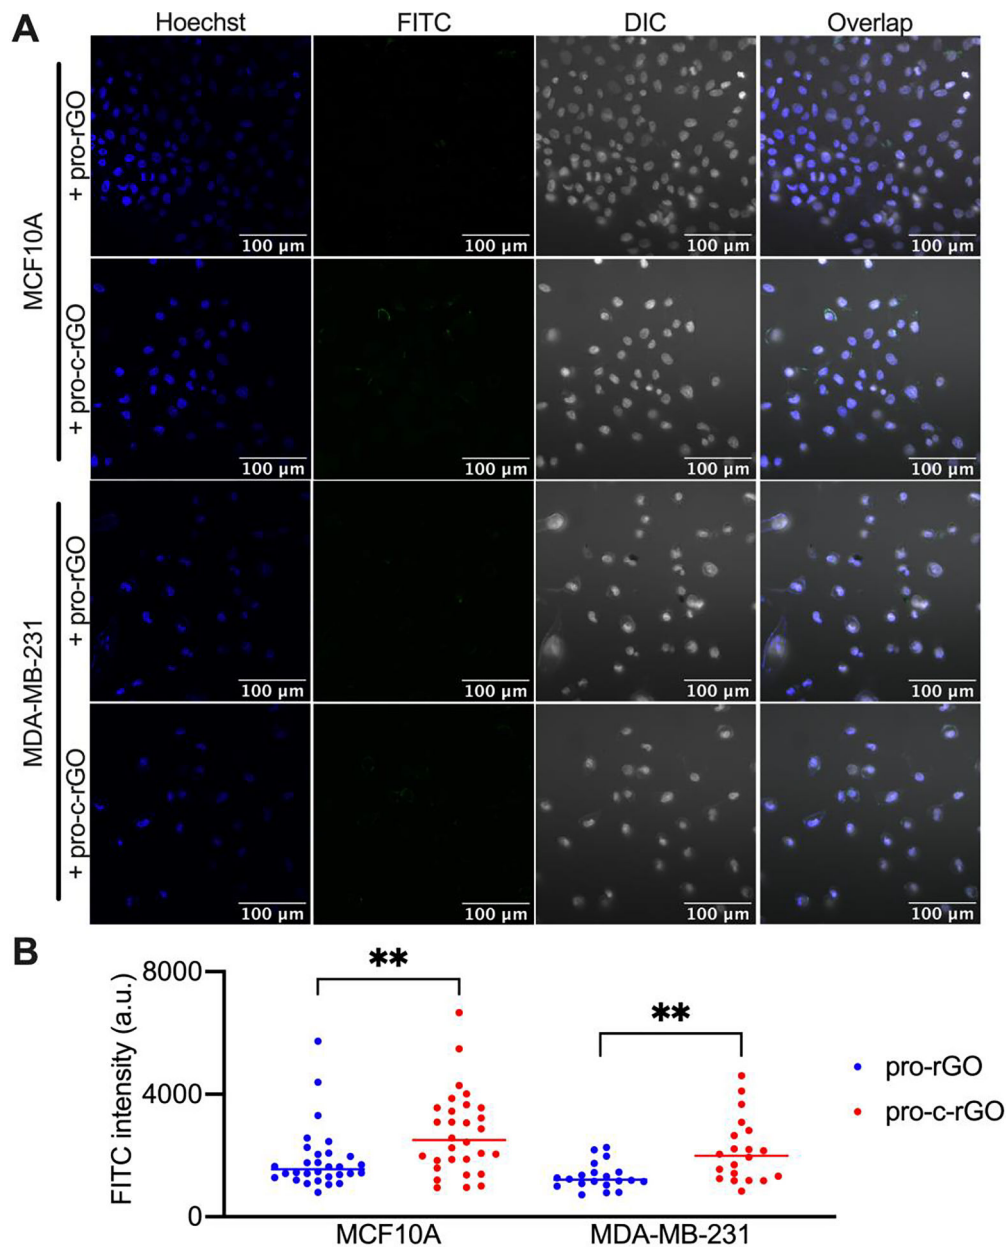 A
Hoechst FITC DIC Overlap
MCF10A
+ pro-rGO
100 µm 100 µm 100 µm 100 µm
+ pro-c-rGO
100 µm 100 µm 100 µm 100 µm
MDA-MB-231
+ pro-rGO
100 µm 100 µm 100 µm 100 µm
+ pro-c-rGO
100 µm 100 µm 100 µm 100 µm
B
FITC intensity (a.u.)
8000
4000
0
**
**
MCF10A MDA-MB-231
pro-rGO
pro-c-rGO